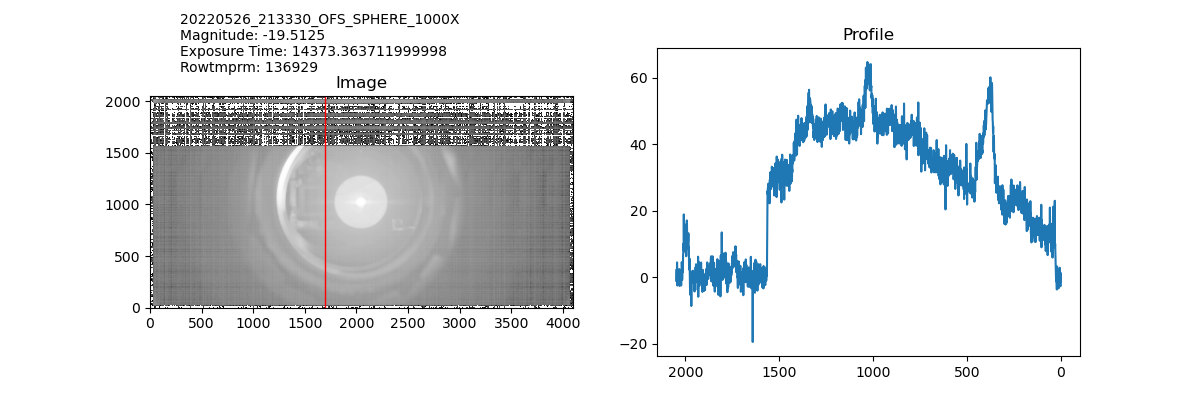 20220526_213330_OFS_SPHERE_1000X
Magnitude: -19.5125
Exposure Time: 14373.363711999998
Rowtmprm: 136929
Image
2000
1500
1000
500
0
0 500 1000 1500 2000 2500 3000 3500 4000
Profile
60
40
20
0
−20
2000 1500 1000 500 0